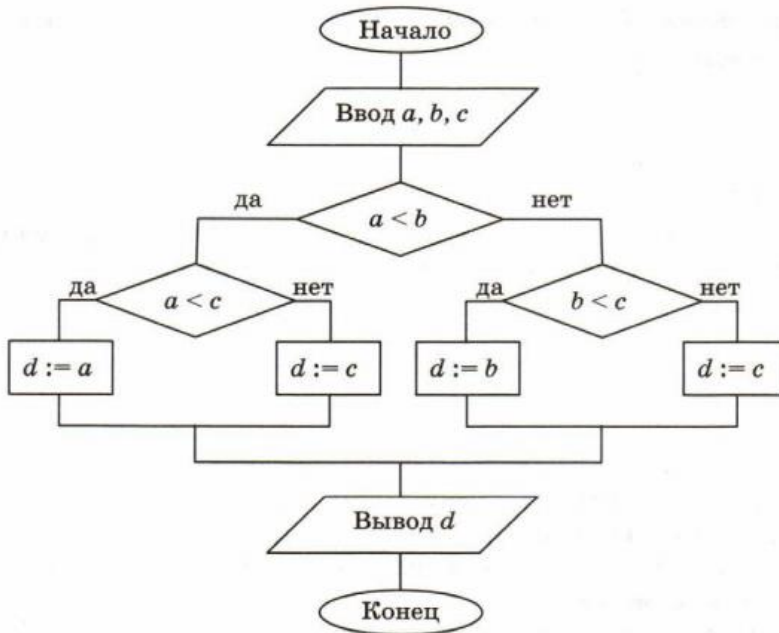 Начало
Ввод a, b, c
да
a < b
нет
да
a < c
нет
да
b < c
нет
d := a
d := c
d := b
d := c
Вывод d
Конец